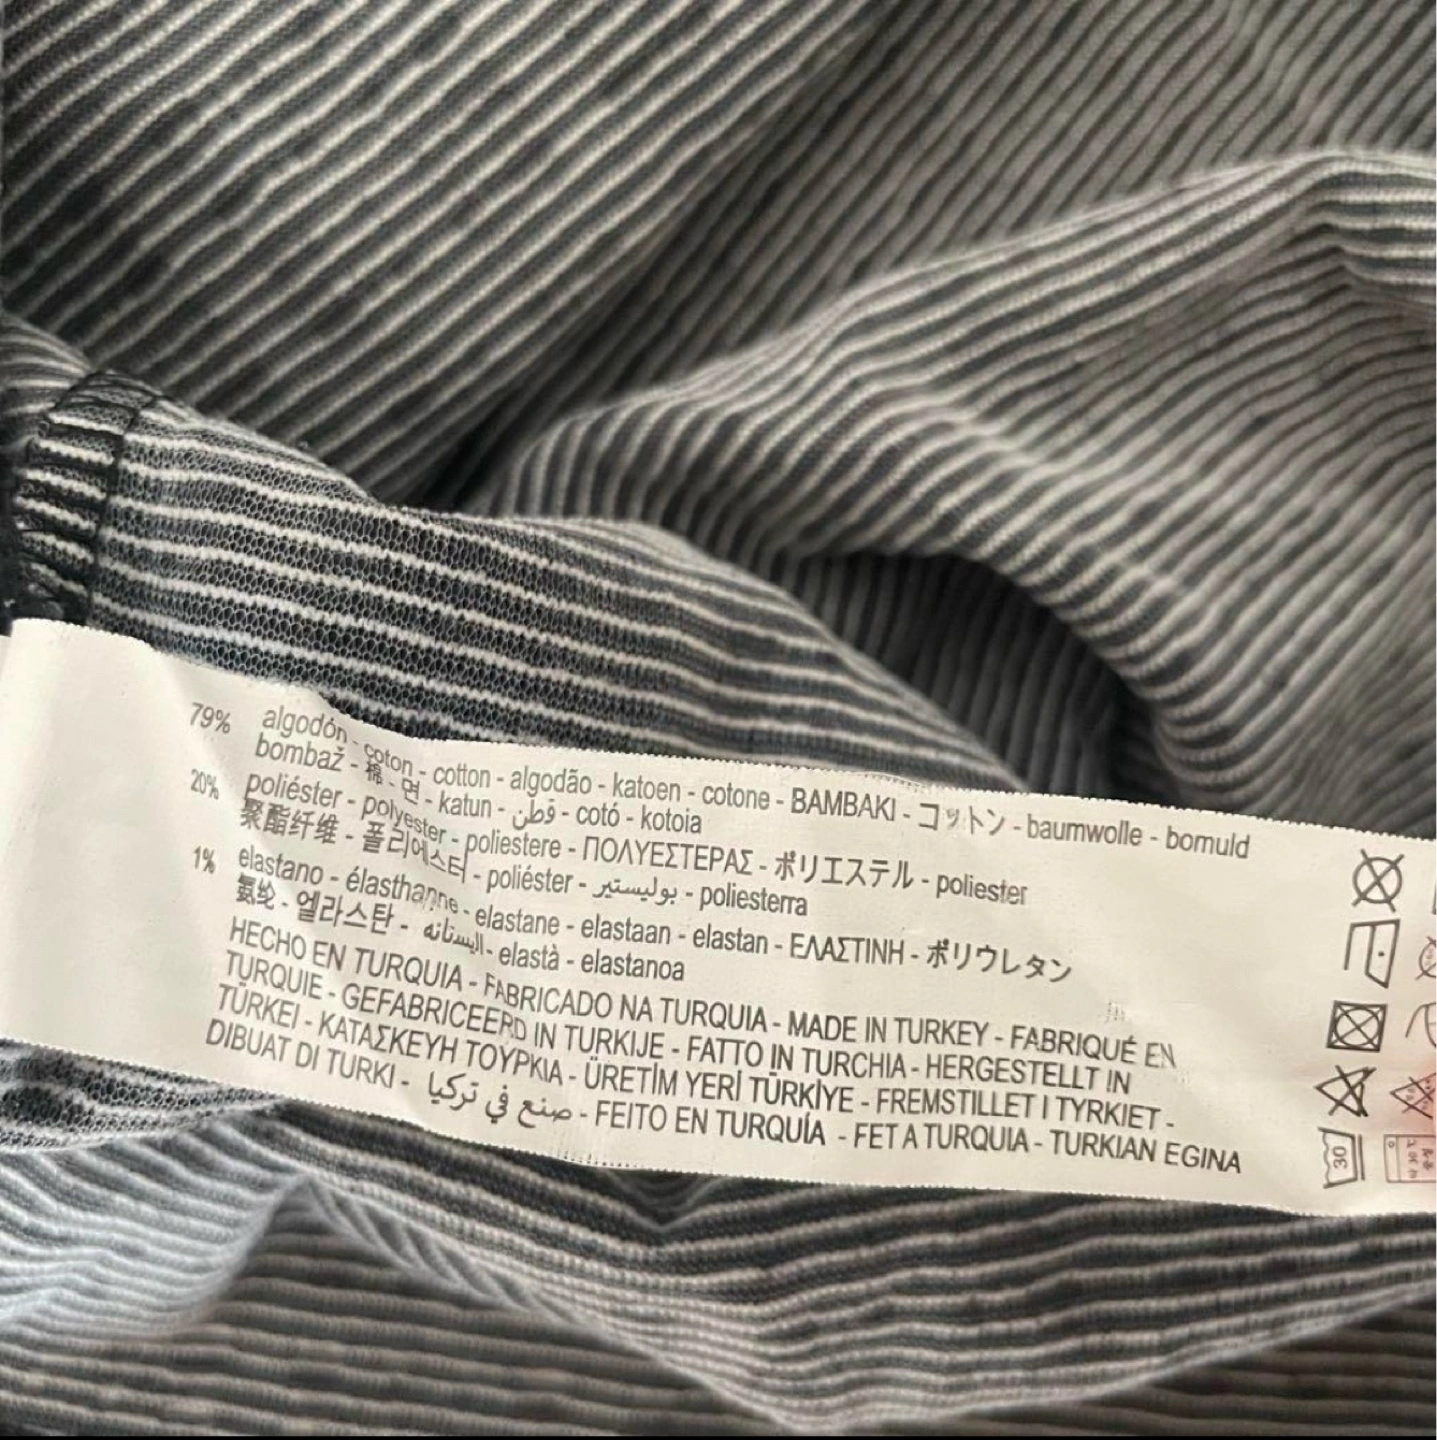 79% algodón - coton - cotton - algodão - katoen - cotone - BAMBAKI - コットン - baumwolle - bomuld
bombaž - 棉 - 면 - katun - قطن - cotó - kotoia
20% poliéster - polyester - poliestere - ΠΟΛΥΕΣΤΕΡΑΣ - ポリエステル - poliester
聚酯纤维 - 폴리에스터 - poliéster - بوليستير - poliesterra
1% elastano - élasthanne - elastane - elastaan - elastan - ΕΛΑΣΤΙΝΗ - ポリウレタン
氨纶 - 엘라스탄 - اليستانه - elastà - elastanoa
HECHO EN TURQUIA - FABRICADO NA TURQUIA - MADE IN TURKEY - FABRIQUÉ EN
TURQUIE - GEFABRICEERD IN TURKIJE - FATTO IN TURCHIA - HERGESTELLT IN
TÜRKEI - ΚΑΤΑΣΚΕΥΗ ΤΟΥΡΚΙΑ - ÜRETİM YERİ TÜRKİYE - FREMSTILLET I TYRKIET -
DIBUAT DI TURKI - صنع في تركيا - FEITO EN TURQUÍA - FET A TURQUIA - TURKIAN EGINA
30